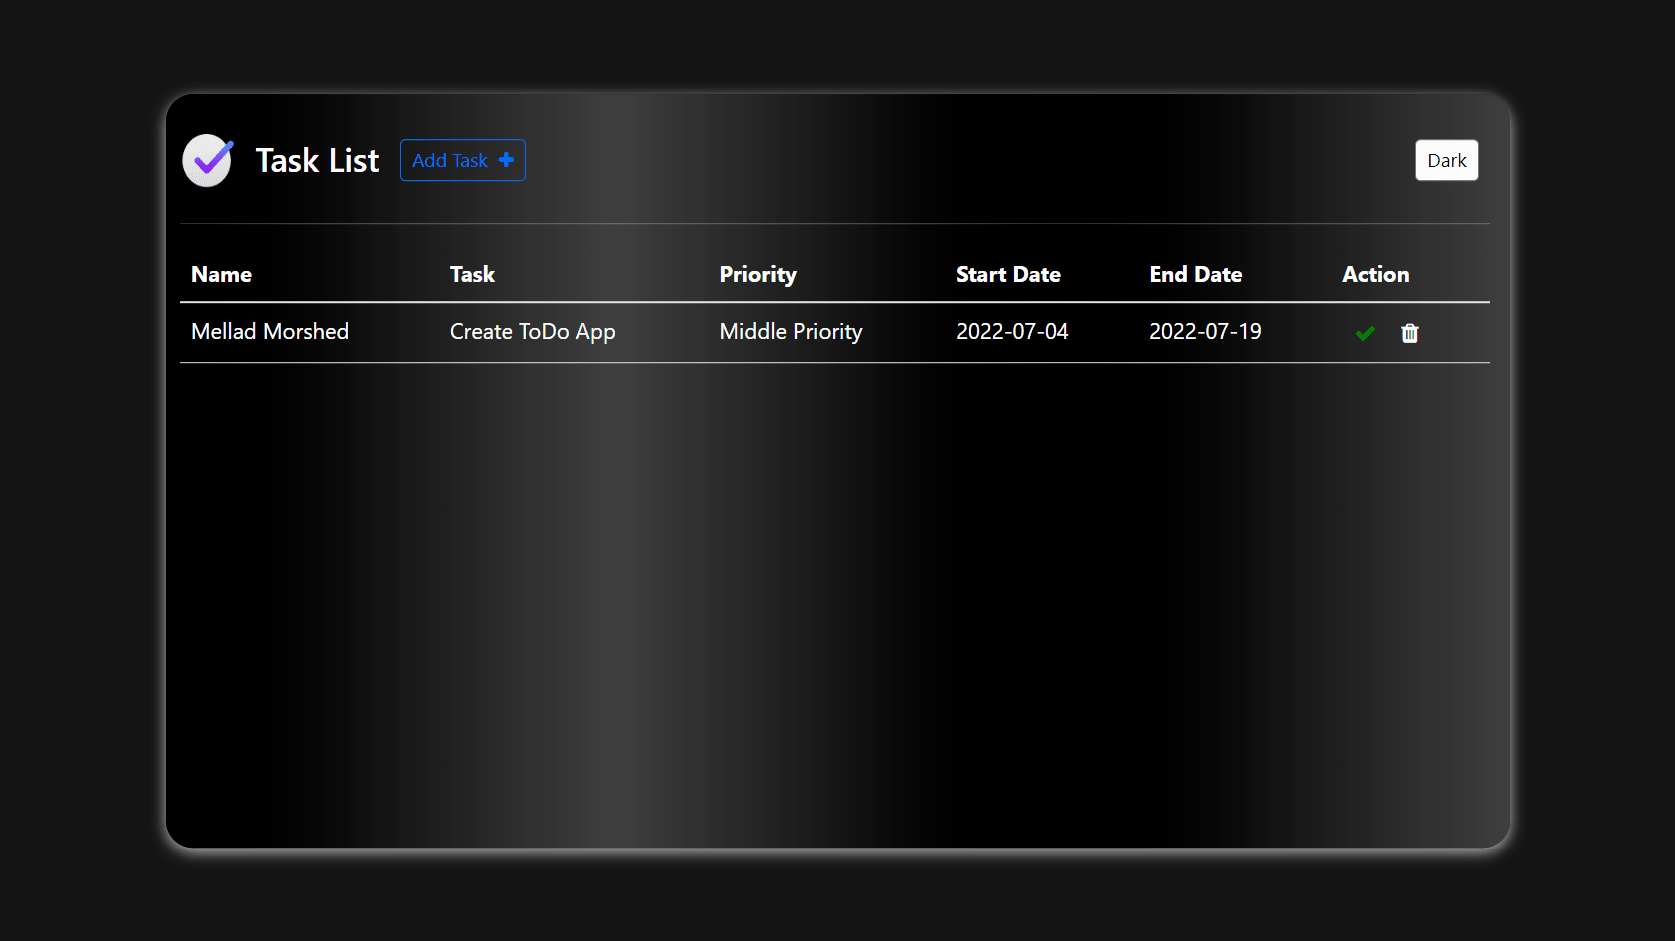 Task List Add Task Dark
Name Task Priority Start Date End Date Action
Mellad Morshed Create ToDo App Middle Priority 2022-07-04 2022-07-19